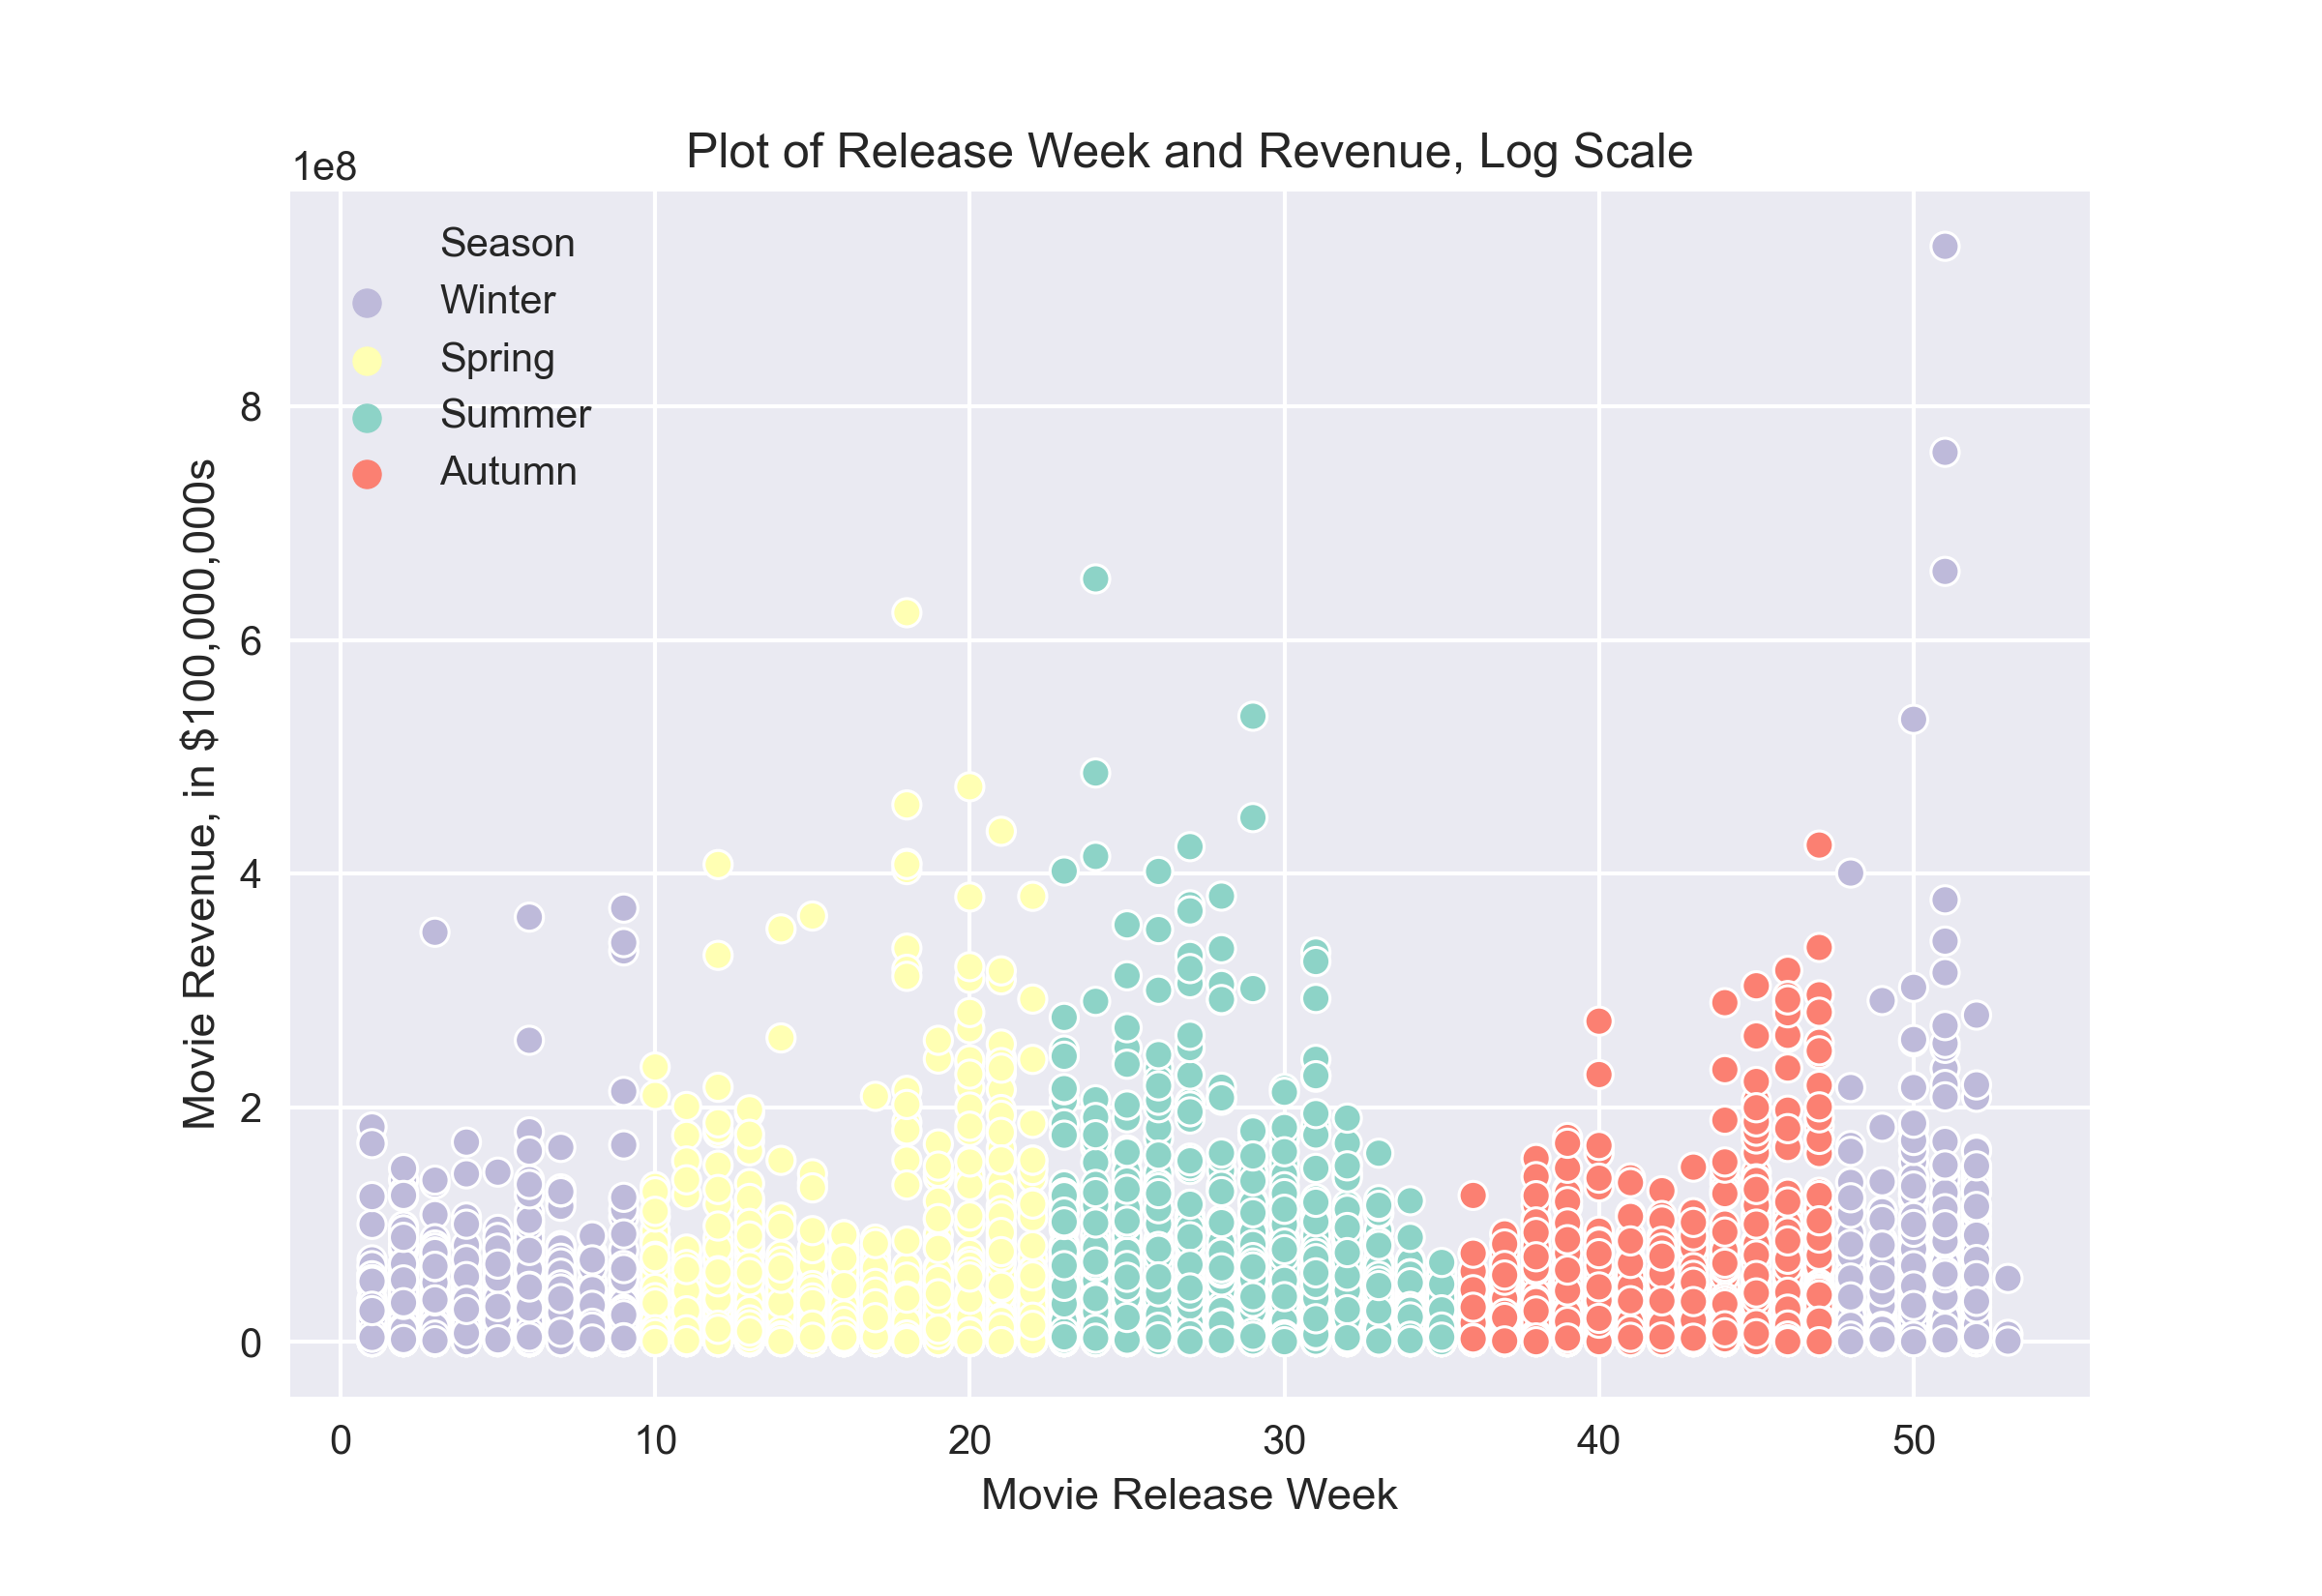 Plot of Release Week and Revenue, Log Scale
1e8
Season
Winter
Spring
Summer
Autumn
8
6
4
2
0
Movie Revenue, in $100,000,000s
0 10 20 30 40 50
Movie Release Week